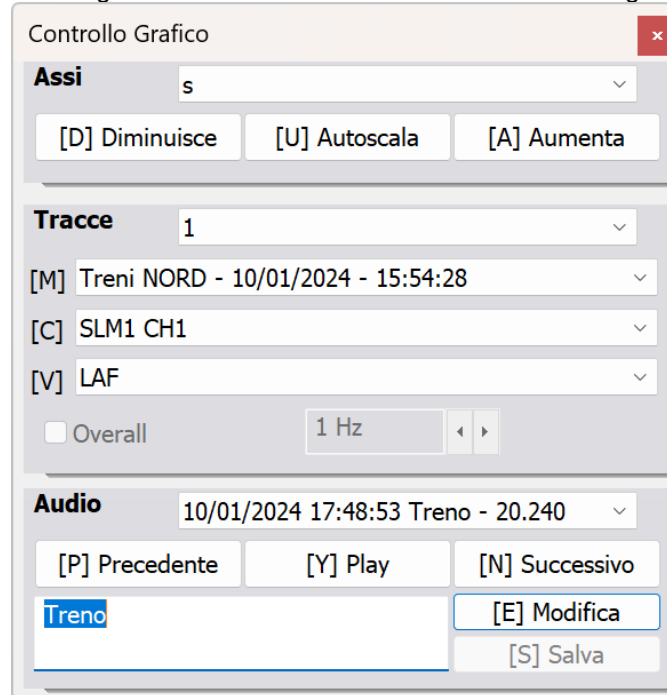 Controllo Grafico
Assi
s
[D] Diminuisce [U] Autoscala [A] Aumenta
Tracce
1
[M] Treni NORD - 10/01/2024 - 15:54:28
[C] SLM1 CH1
[V] LAF
Overall 1 Hz
Audio
10/01/2024 17:48:53 Treno - 20.240
[P] Precedente [Y] Play [N] Successivo
Treno
[E] Modifica
[S] Salva